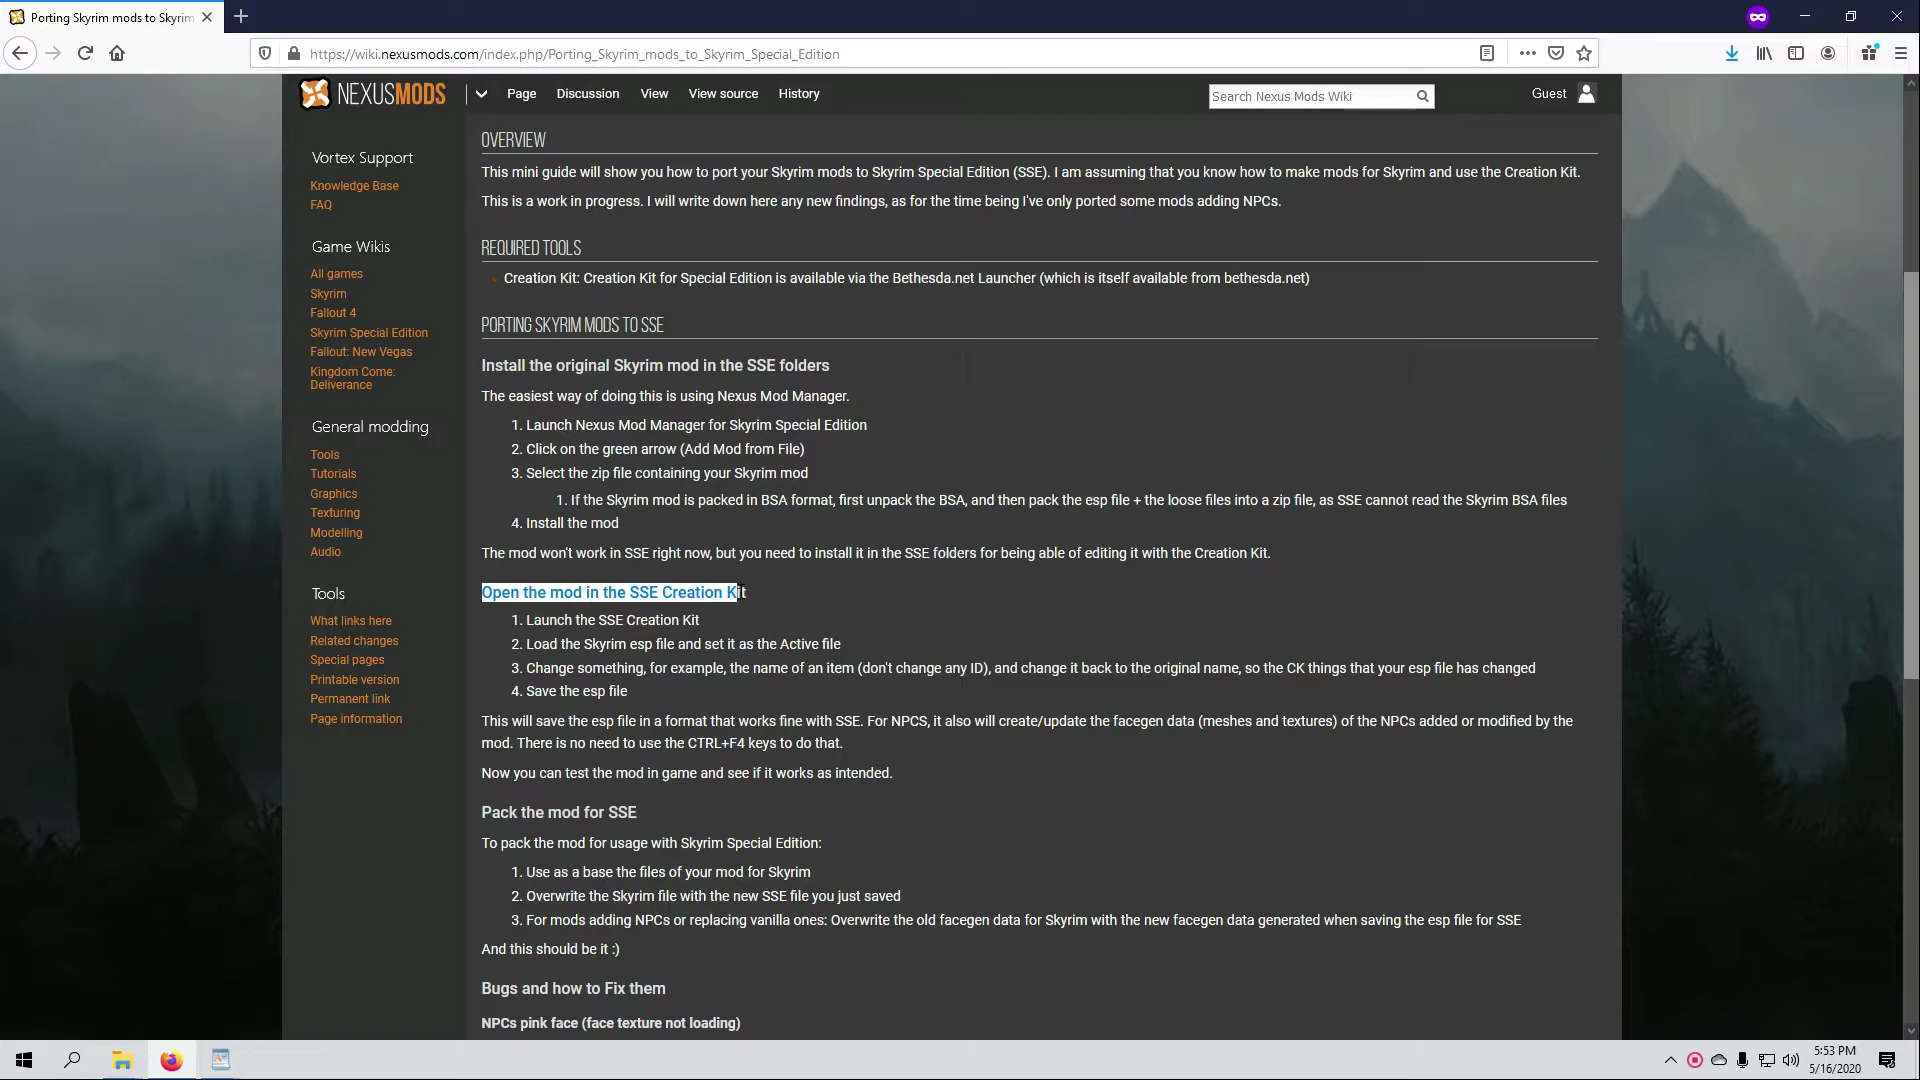 Porting Skyrim mods to Skyrim
https://wiki.nexusmods.com/index.php/Porting_Skyrim_mods_to_Skyrim_Special_Edition
NEXUSMODS
Page
Discussion
View
View source
History
Search Nexus Mods Wiki
Guest
Vortex Support
Knowledge Base
FAQ
Game Wikis
All games
Skyrim
Fallout 4
Skyrim Special Edition
Fallout: New Vegas
Kingdom Come:
Deliverance
General modding
Tools
Tutorials
Graphics
Texturing
Modelling
Audio
Tools
What links here
Related changes
Special pages
Printable version
Permanent link
Page information
OVERVIEW
This mini guide will show you how to port your Skyrim mods to Skyrim Special Edition (SSE). I am assuming that you know how to make mods for Skyrim and use the Creation Kit.
This is a work in progress. I will write down here any new findings, as for the time being I've only ported some mods adding NPCs.
REQUIRED TOOLS
Creation Kit: Creation Kit for Special Edition is available via the Bethesda.net Launcher (which is itself available from bethesda.net)
PORTING SKYRIM MODS TO SSE
Install the original Skyrim mod in the SSE folders
The easiest way of doing this is using Nexus Mod Manager.
1. Launch Nexus Mod Manager for Skyrim Special Edition
2. Click on the green arrow (Add Mod from File)
3. Select the zip file containing your Skyrim mod
1. If the Skyrim mod is packed in BSA format, first unpack the BSA, and then pack the esp file + the loose files into a zip file, as SSE cannot read the Skyrim BSA files
4. Install the mod
The mod won't work in SSE right now, but you need to install it in the SSE folders for being able of editing it with the Creation Kit.
Open the mod in the SSE Creation Kit
1. Launch the SSE Creation Kit
2. Load the Skyrim esp file and set it as the Active file
3. Change something, for example, the name of an item (don't change any ID), and change it back to the original name, so the CK things that your esp file has changed
4. Save the esp file
This will save the esp file in a format that works fine with SSE. For NPCS, it also will create/update the facegen data (meshes and textures) of the NPCs added or modified by the
mod. There is no need to use the CTRL+F4 keys to do that.
Now you can test the mod in game and see if it works as intended.
Pack the mod for SSE
To pack the mod for usage with Skyrim Special Edition:
1. Use as a base the files of your mod for Skyrim
2. Overwrite the Skyrim file with the new SSE file you just saved
3. For mods adding NPCs or replacing vanilla ones: Overwrite the old facegen data for Skyrim with the new facegen data generated when saving the esp file for SSE
And this should be it :)
Bugs and how to Fix them
NPCs pink face (face texture not loading)
5:53 PM
5/16/2020